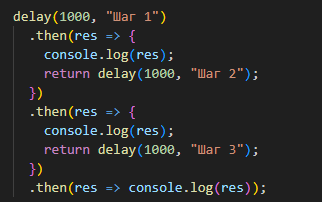 delay(1000, "Шаг 1")
  .then(res => {
    console.log(res);
    return delay(1000, "Шаг 2");
  })
  .then(res => {
    console.log(res);
    return delay(1000, "Шаг 3");
  })
  .then(res => console.log(res));